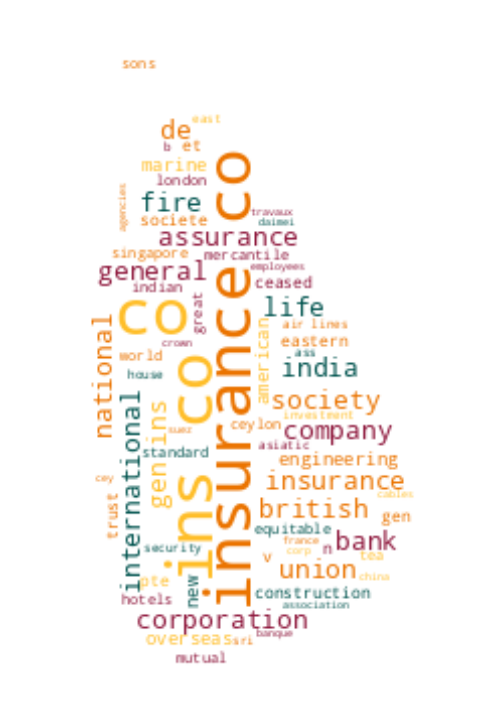 sons
east
de
b et
marine
london
agencies
fire
societe
travaux
daimei
assurance
singapore
mercantile
general
employees
indian
ceased
co
great
life
insurance co
crown
air lines
national
world
american
eastern
ass
house
india
ins co
international
gen ins
society
suez
ceylon
investment
company
standard
asiatic
engineering
cey
insurance
trust
cables
british
gen
equitable
security
france
corp
n
bank
v
tea
pte
new
union
china
hotels
construction
association
corporation
overseas
sri
banque
mutual